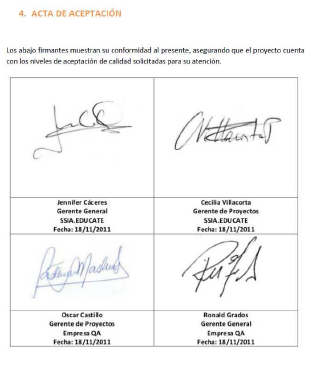 4. ACTA DE ACEPTACIÓN
Los abajo firmantes muestran su conformidad al presente, asegurando que el proyecto cuenta
con los niveles de aceptación de calidad solicitadas para su atención.
Jennifer Cáceres
Gerente General
SSIA.EDUCATE
Fecha: 18/11/2011
Cecilia Villacorta
Gerente de Proyectos
SSIA.EDUCATE
Fecha: 18/11/2011
Oscar Castillo
Gerente de Proyectos
Empresa QA
Fecha: 18/11/2011
Ronald Grados
Gerente General
Empresa QA
Fecha: 18/11/2011